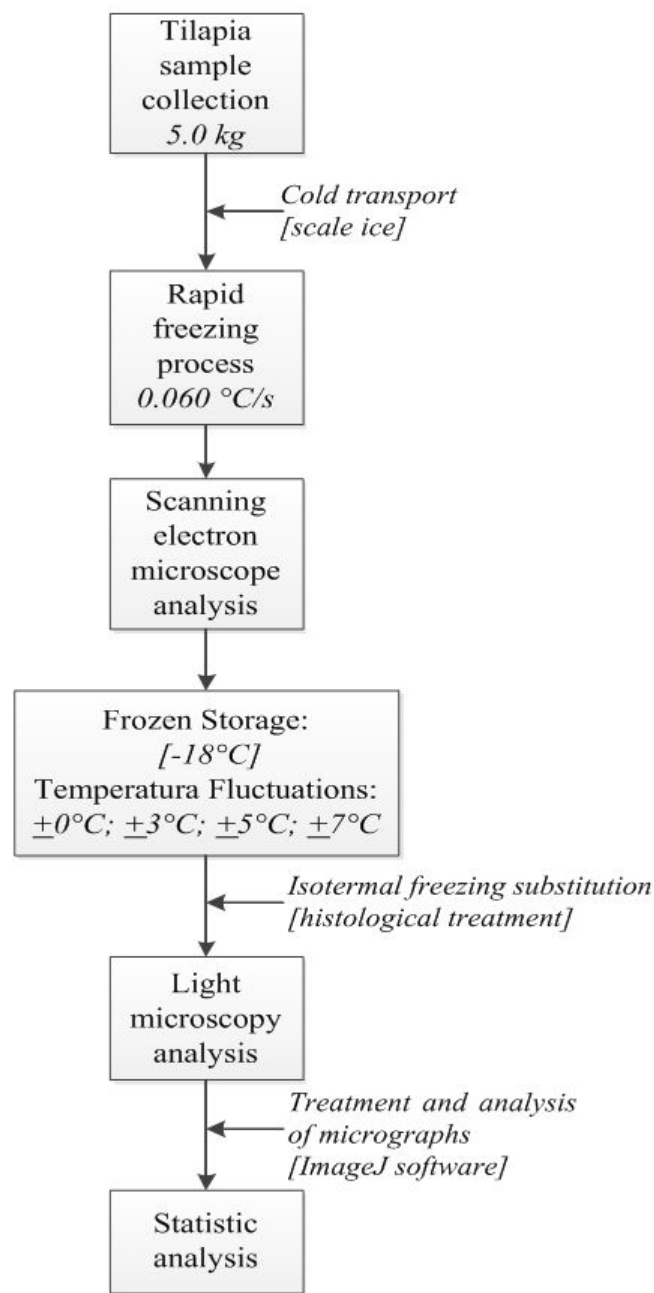 Tilapia
sample
collection
5.0 kg
Cold transport
[scale ice]
Rapid
freezing
process
0.060 °C/s
Scanning
electron
microscope
analysis
Frozen Storage:
[-18°C]
Temperatura Fluctuations:
±0°C; ±3°C; ±5°C; ±7°C
Isotermal freezing substitution
[histological treatment]
Light
microscopy
analysis
Treatment and analysis
of micrographs
[ImageJ software]
Statistic
analysis